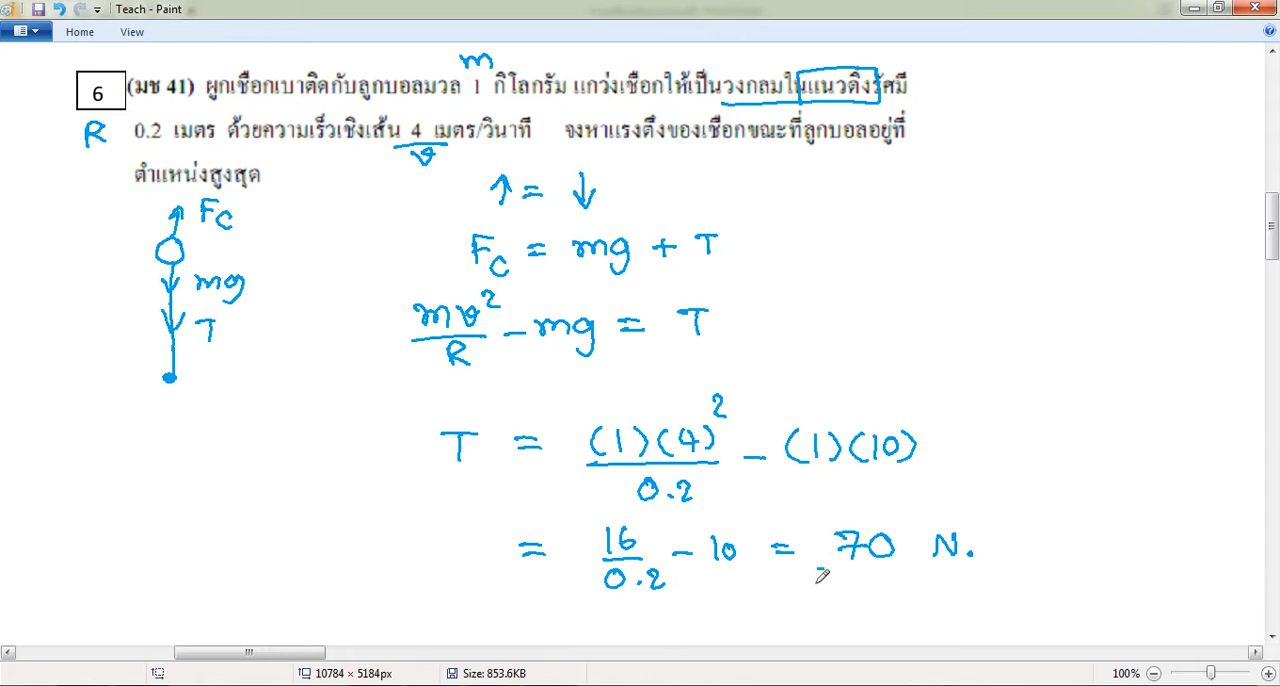 Teach - Paint
Home View
m
6 (มช 41) ผูกเชือกเบาติดกับลูกบอลมวล 1 กิโลกรัม แกว่งเชือกให้เป็นวงกลมในแนวดิ่งรัศมี
R 0.2 เมตร ด้วยความเร็วเชิงเส้น 4 เมตร/วินาที จงหาแรงตึงของเชือกขณะที่ลูกบอลอยู่ที่
v
ตำแหน่งสูงสุด
↑ = ↓
Fc
Fc = mg + T
mg
T
mv²/R - mg = T
T = (1)(4)²/0.2 - (1)(10)
= 16/0.2 - 10 = 70 N.
10784 × 5184px Size: 853.6KB 100%